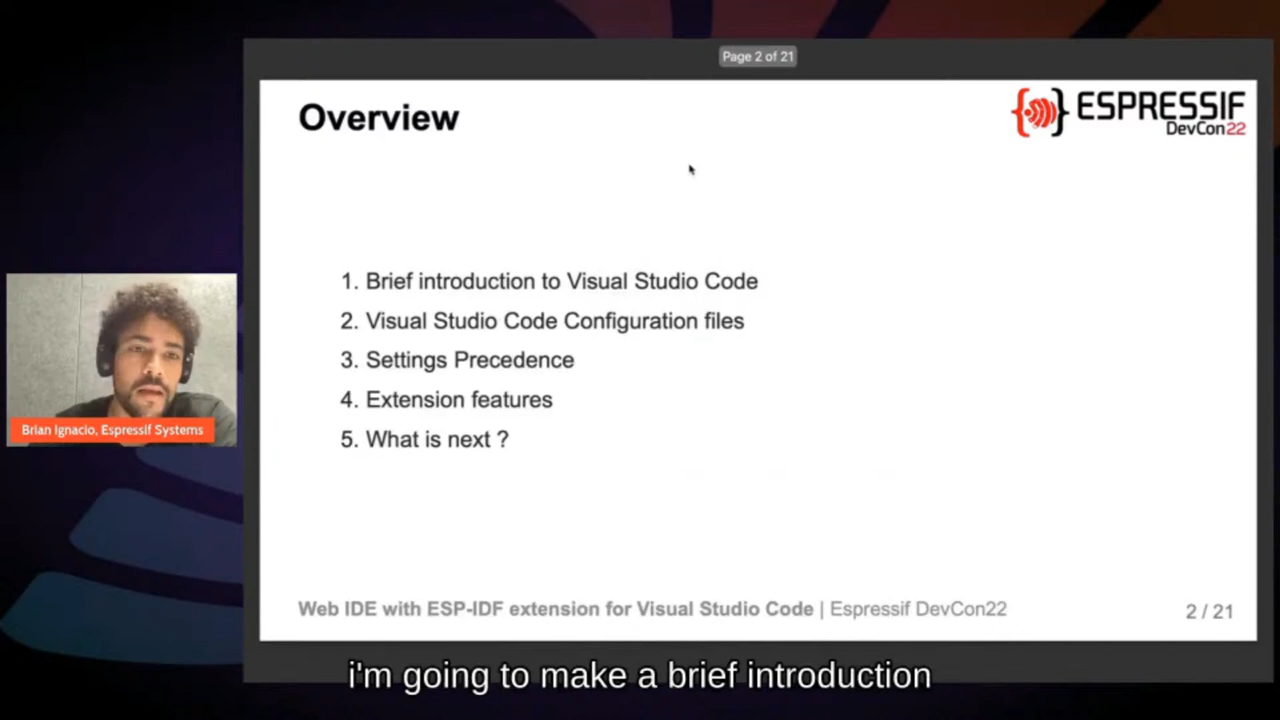 Page 2 of 21
Overview
ESPRESSIF
DevCon22
1. Brief introduction to Visual Studio Code
2. Visual Studio Code Configuration files
3. Settings Precedence
4. Extension features
5. What is next ?
Brian Ignacio, Espressif Systems
Web IDE with ESP-IDF extension for Visual Studio Code | Espressif DevCon22
2 / 21
i'm going to make a brief introduction